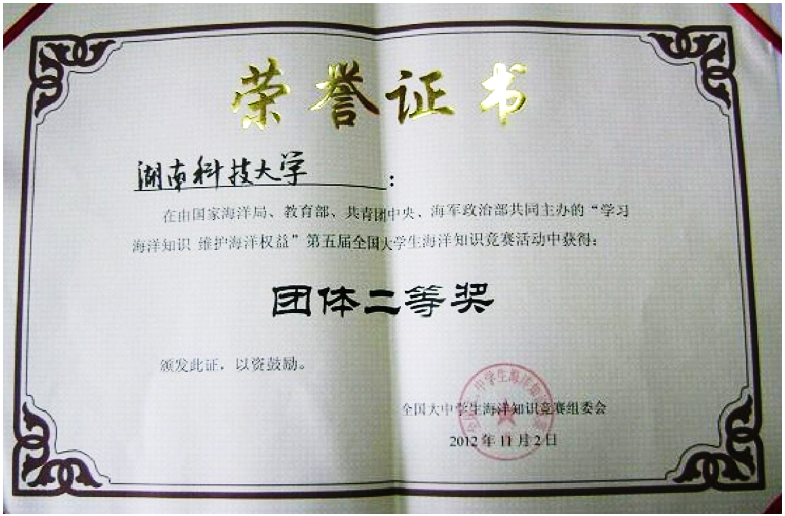 荣誉证书
湖南科技大学：
在由国家海洋局、教育部、共青团中央、海军政治部共同主办的“学习
海洋知识 维护海洋权益”第五届全国大学生海洋知识竞赛活动中获得：
团体二等奖
颁发此证，以资鼓励。
全国大中学生海洋知识竞赛组委会
2012年11月2日